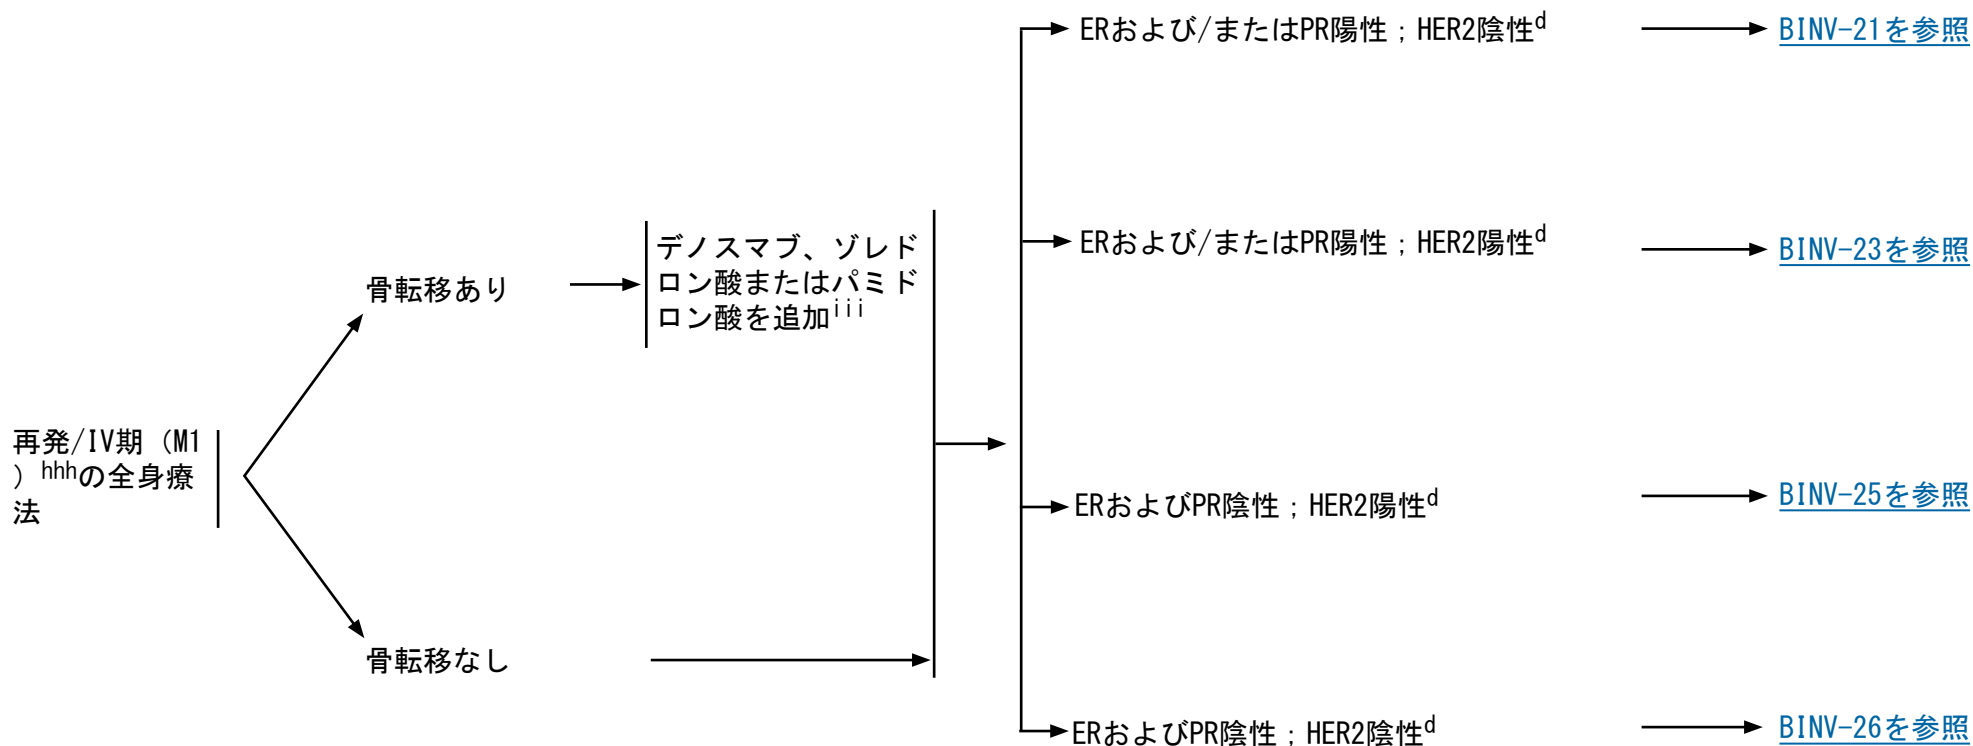 ERおよび/またはPR陽性；HER2陰性d
BINV-21を参照
デノスマブ、ゾレド
ロン酸またはパミド
ロン酸を追加iii
ERおよび/またはPR陽性；HER2陽性d
BINV-23を参照
骨転移あり
再発/IV期（M1
）hhhの全身療
法
ERおよびPR陰性；HER2陽性d
BINV-25を参照
骨転移なし
ERおよびPR陰性；HER2陰性d
BINV-26を参照